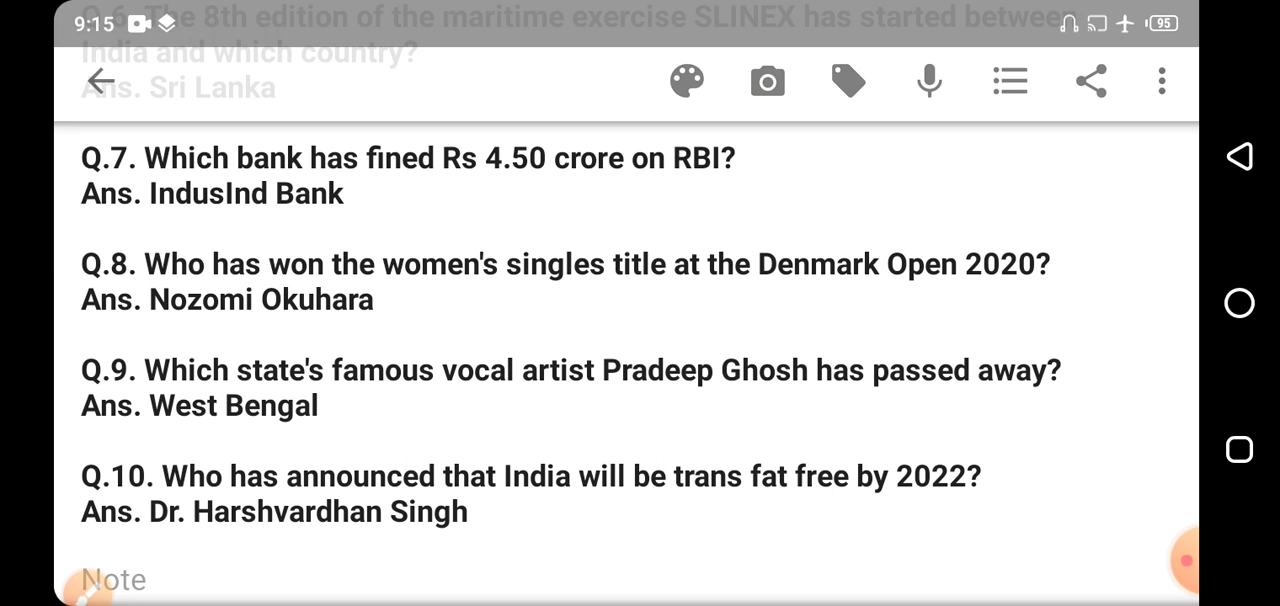 Q.6. The 8th edition of the maritime exercise SLINEX has started between
9:15
95
India and which country?
Ans. Sri Lanka
Q.7. Which bank has fined Rs 4.50 crore on RBI?
Ans. IndusInd Bank
Q.8. Who has won the women's singles title at the Denmark Open 2020?
Ans. Nozomi Okuhara
Q.9. Which state's famous vocal artist Pradeep Ghosh has passed away?
Ans. West Bengal
Q.10. Who has announced that India will be trans fat free by 2022?
Ans. Dr. Harshvardhan Singh
Note